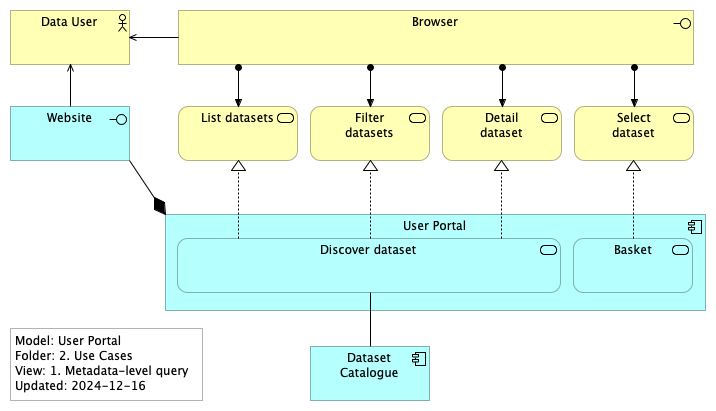 Data User
Browser
Website
List datasets
Filter
datasets
Detail
dataset
Select
dataset
User Portal
Discover dataset
Basket
Dataset
Catalogue
Model: User Portal
Folder: 2. Use Cases
View: 1. Metadata-level query
Updated: 2024-12-16